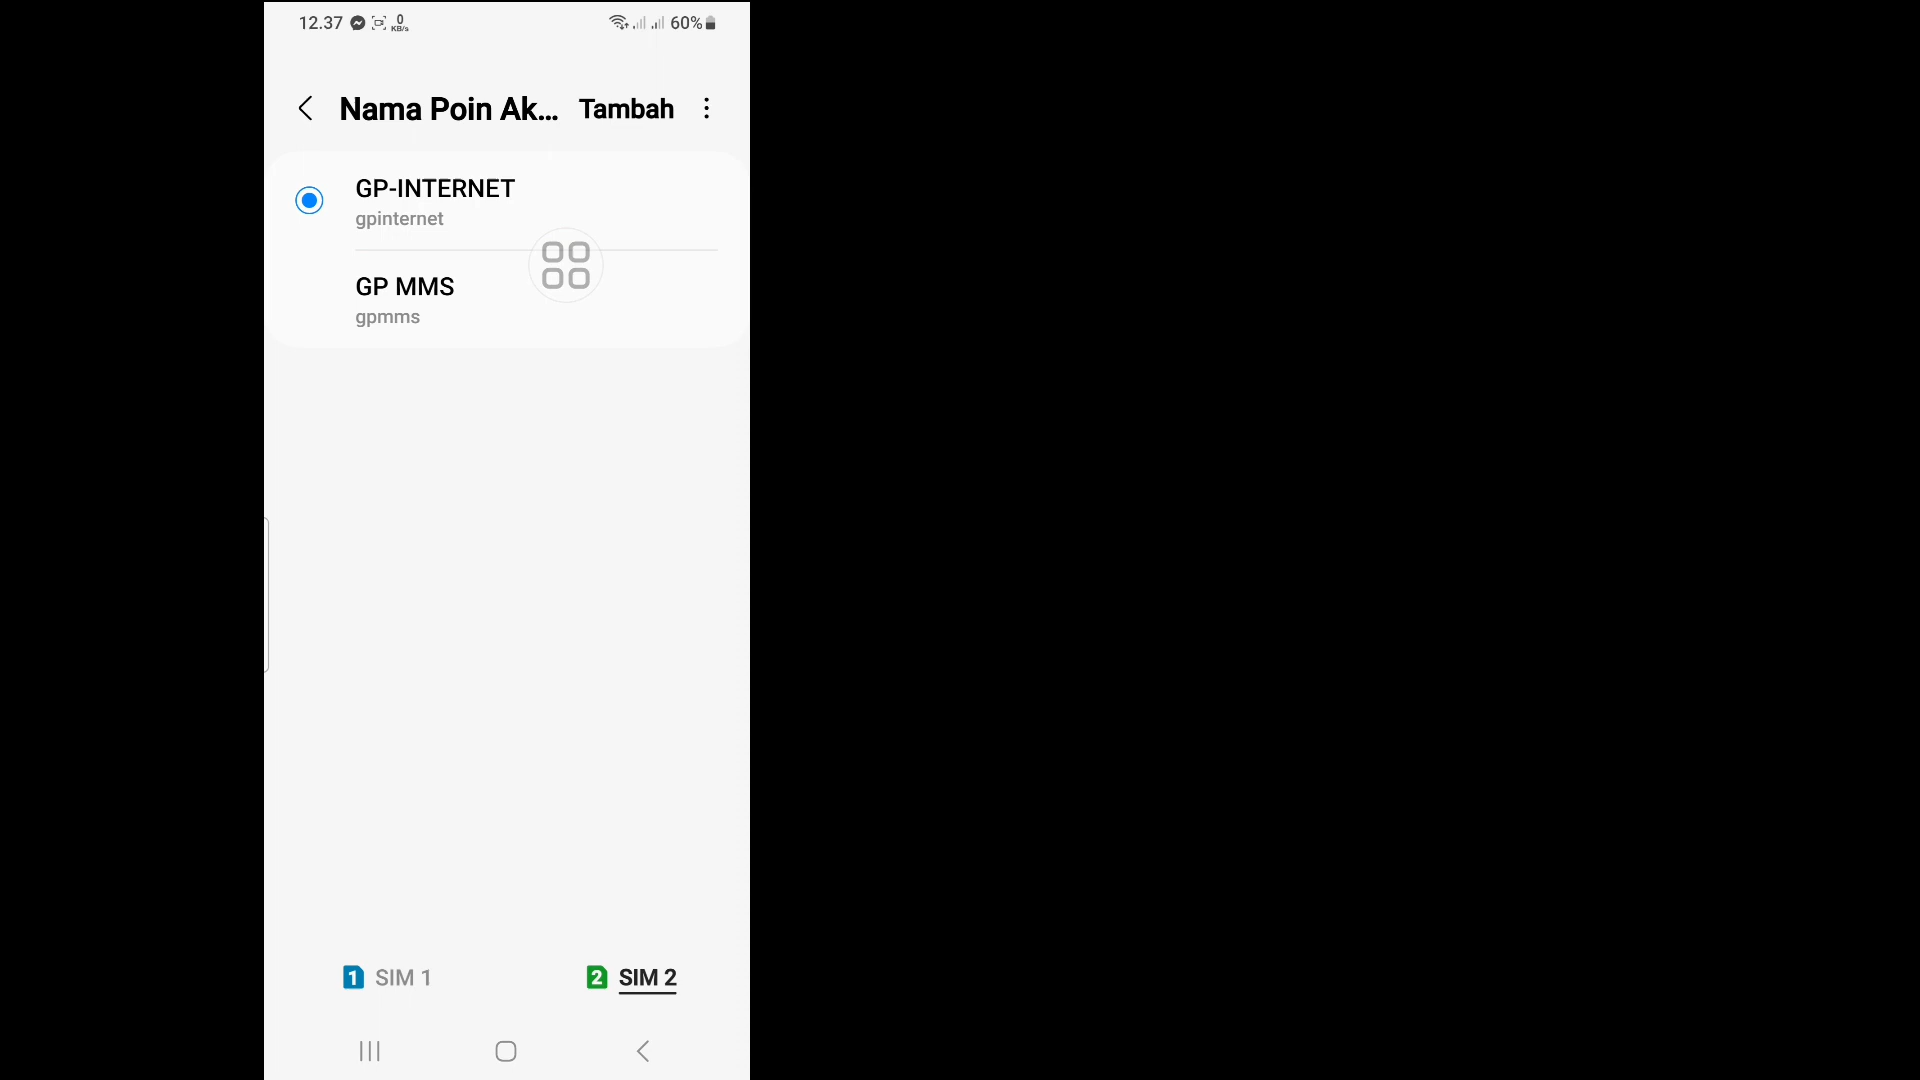 12.37 0 KB/s 60%
Nama Poin Ak... Tambah
GP-INTERNET
gpinternet
GP MMS
gpmms
1 SIM 1 2 SIM 2